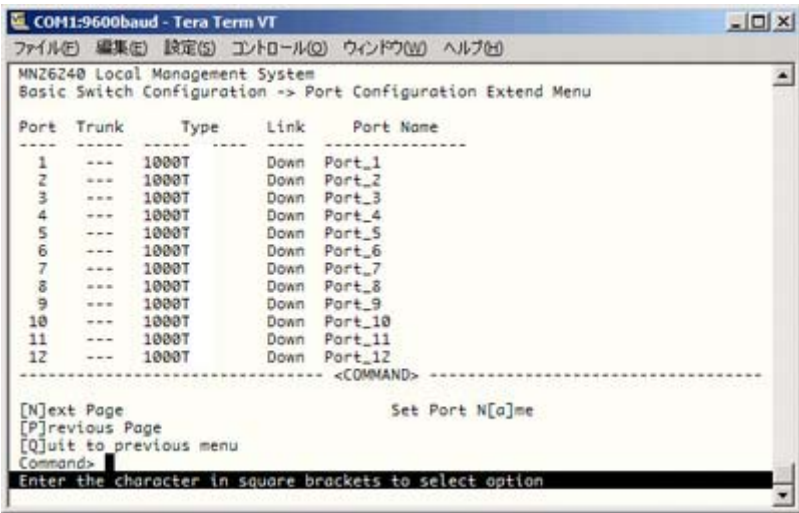 COM1:9600baud - Tera Term VT
ファイル(F) 編集(E) 設定(S) コントロール(O) ウィンドウ(W) ヘルプ(H)
MNZ6240 Local Management System
Basic Switch Configuration -> Port Configuration Extend Menu
Port Trunk Type Link Port Name
---- ----- ----- ---- ---- ---------------
1 --- 1000T Down Port_1
2 --- 1000T Down Port_2
3 --- 1000T Down Port_3
4 --- 1000T Down Port_4
5 --- 1000T Down Port_5
6 --- 1000T Down Port_6
7 --- 1000T Down Port_7
8 --- 1000T Down Port_8
9 --- 1000T Down Port_9
10 --- 1000T Down Port_10
11 --- 1000T Down Port_11
12 --- 1000T Down Port_12
-------------------------------- <COMMAND> -----------------------------------
[N]ext Page Set Port N[a]me
[P]revious Page
[Q]uit to previous menu
Command>
Enter the character in square brackets to select option